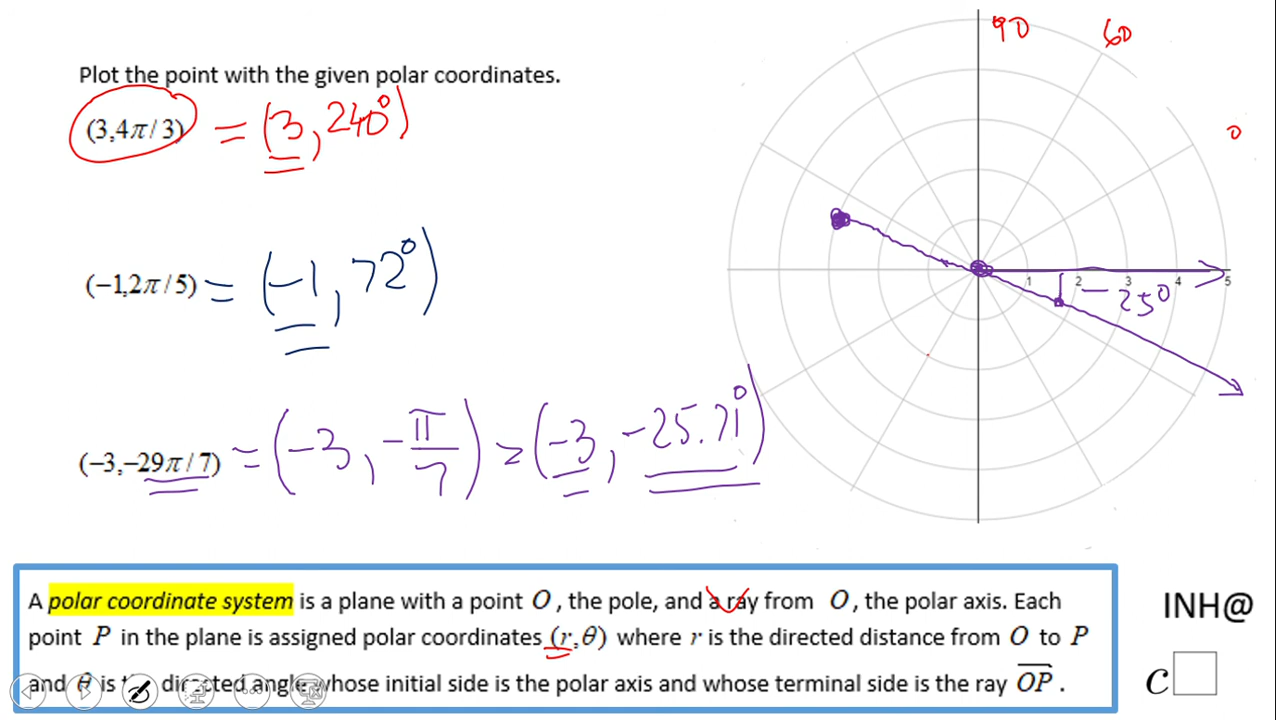 Plot the point with the given polar coordinates.
(3,4π/3) = (3, 240°)
(−1,2π/5) = (−1, 72°)
(−3,−29π/7) = (−3, −π/7) = (−3, −25.71°)
90
60
0
1 2 3 4 5
−25°
A polar coordinate system is a plane with a point O, the pole, and a ray from O, the polar axis. Each
point P in the plane is assigned polar coordinates (r,θ) where r is the directed distance from O to P
and θ is directed angle whose initial side is the polar axis and whose terminal side is the ray OP.
INH@
c